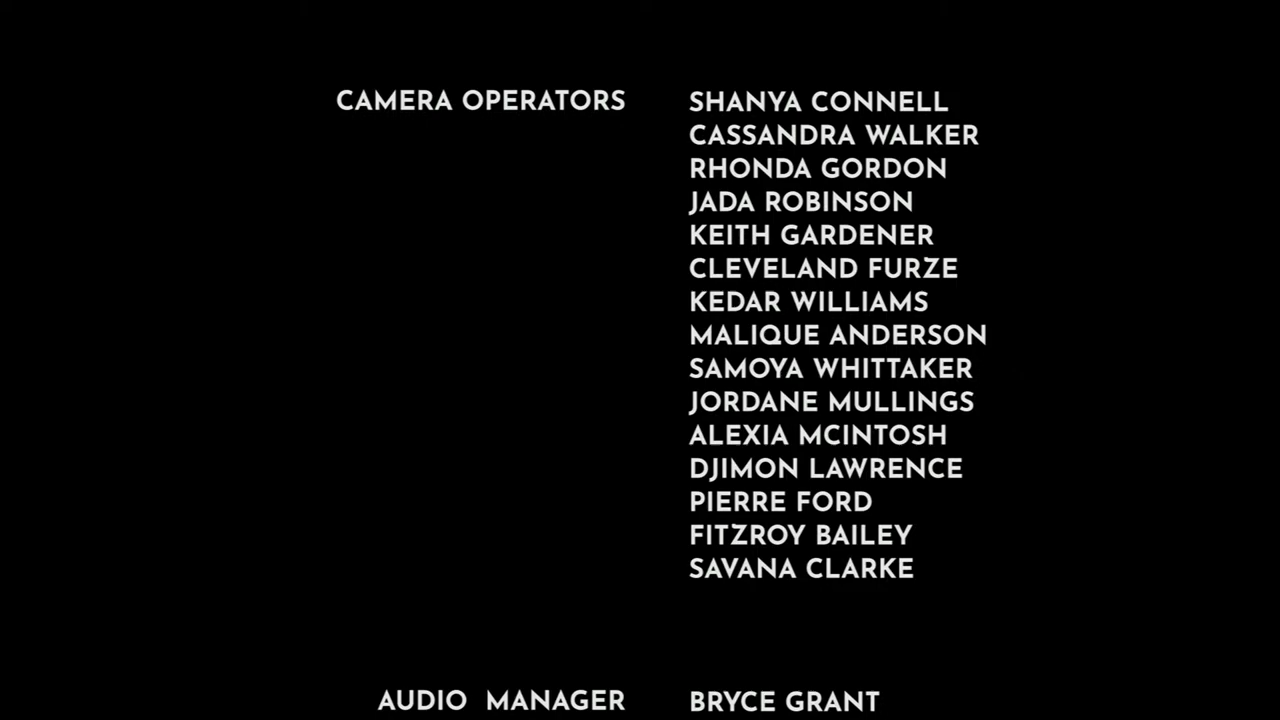 CAMERA OPERATORS SHANYA CONNELL
CASSANDRA WALKER
RHONDA GORDON
JADA ROBINSON
KEITH GARDENER
CLEVELAND FURZE
KEDAR WILLIAMS
MALIQUE ANDERSON
SAMOYA WHITTAKER
JORDANE MULLINGS
ALEXIA MCINTOSH
DJIMON LAWRENCE
PIERRE FORD
FITZROY BAILEY
SAVANA CLARKE
AUDIO MANAGER BRYCE GRANT